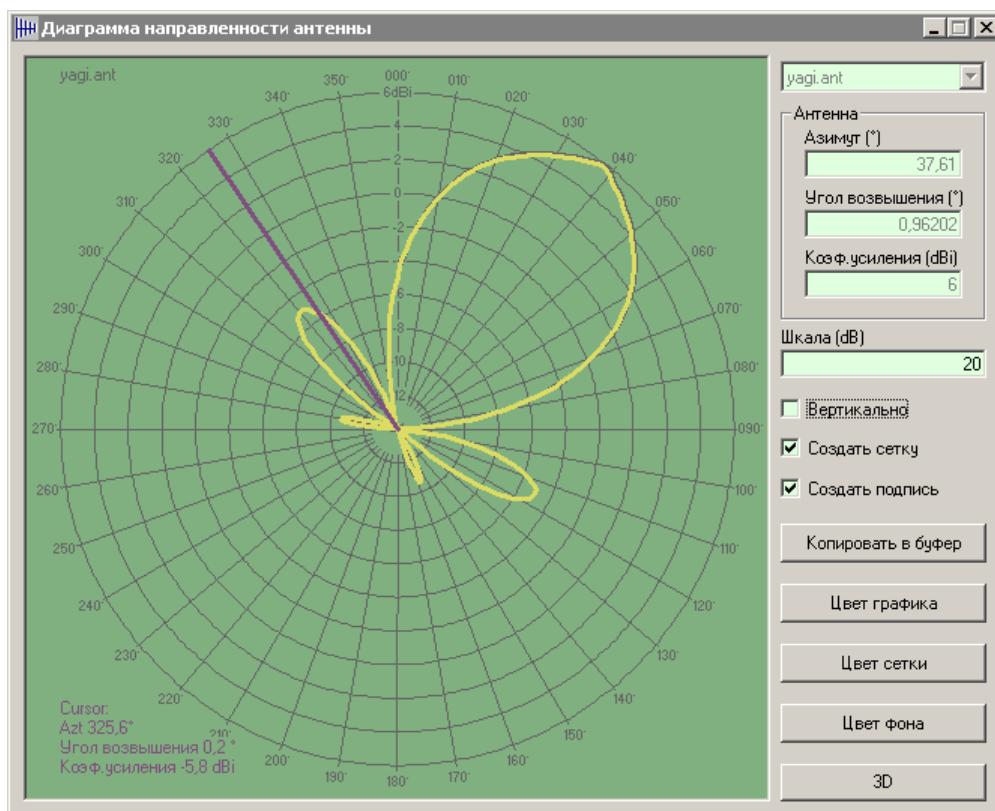 Диаграмма направленности антенны
yagi.ant
000°
010°
020°
030°
040°
050°
060°
070°
080°
090°
100°
110°
120°
130°
140°
150°
160°
170°
180°
190°
200°
210°
220°
230°
240°
250°
260°
270°
280°
290°
300°
310°
320°
330°
340°
350°
6dBi
4
2
0
-2
-4
-6
-8
-10
-12
Cursor:
Azt 325,6°
Угол возвышения 0,2 °
Коэф.усиления -5,8 dBi
yagi.ant
Антенна
Азимут (°)
37,61
Угол возвышения (°)
0,96202
Коэф.усиления (dBi)
6
Шкала (dB)
20
Вертикально
Создать сетку
Создать подпись
Копировать в буфер
Цвет графика
Цвет сетки
Цвет фона
3D